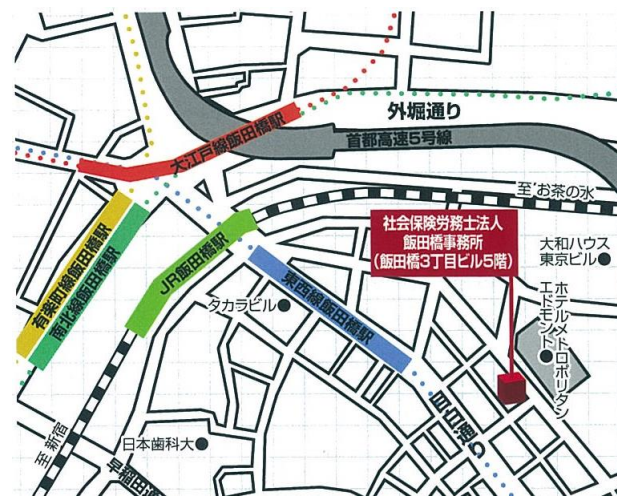 外堀通り
首都高速5号線
大江戸線飯田橋駅
至 お茶の水
社会保険労務士法人
飯田橋事務所
(飯田橋3丁目ビル5階)
大和ハウス
東京ビル
有楽町線飯田橋駅
南北線飯田橋駅
JR飯田橋駅
東西線飯田橋駅
タカラビル
ホテルメトロポリタン
エドモント
目白通り
至 新宿
日本歯科大